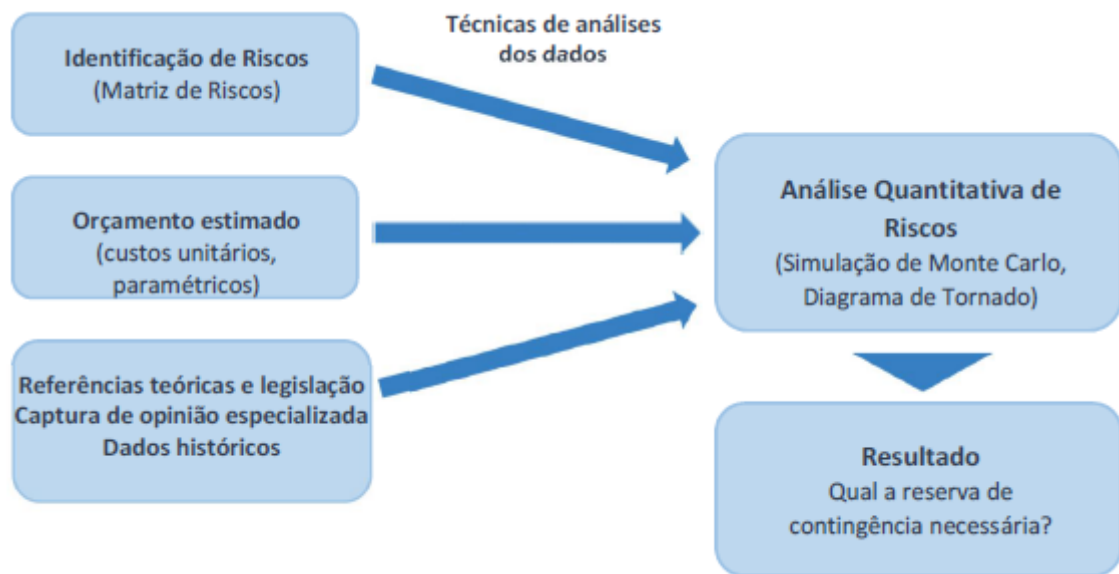 Técnicas de análises
dos dados
Identificação de Riscos
(Matriz de Riscos)
Orçamento estimado
(custos unitários,
paramétricos)
Referências teóricas e legislação
Captura de opinião especializada
Dados históricos
Análise Quantitativa de
Riscos
(Simulação de Monte Carlo,
Diagrama de Tornado)
Resultado
Qual a reserva de
contingência necessária?